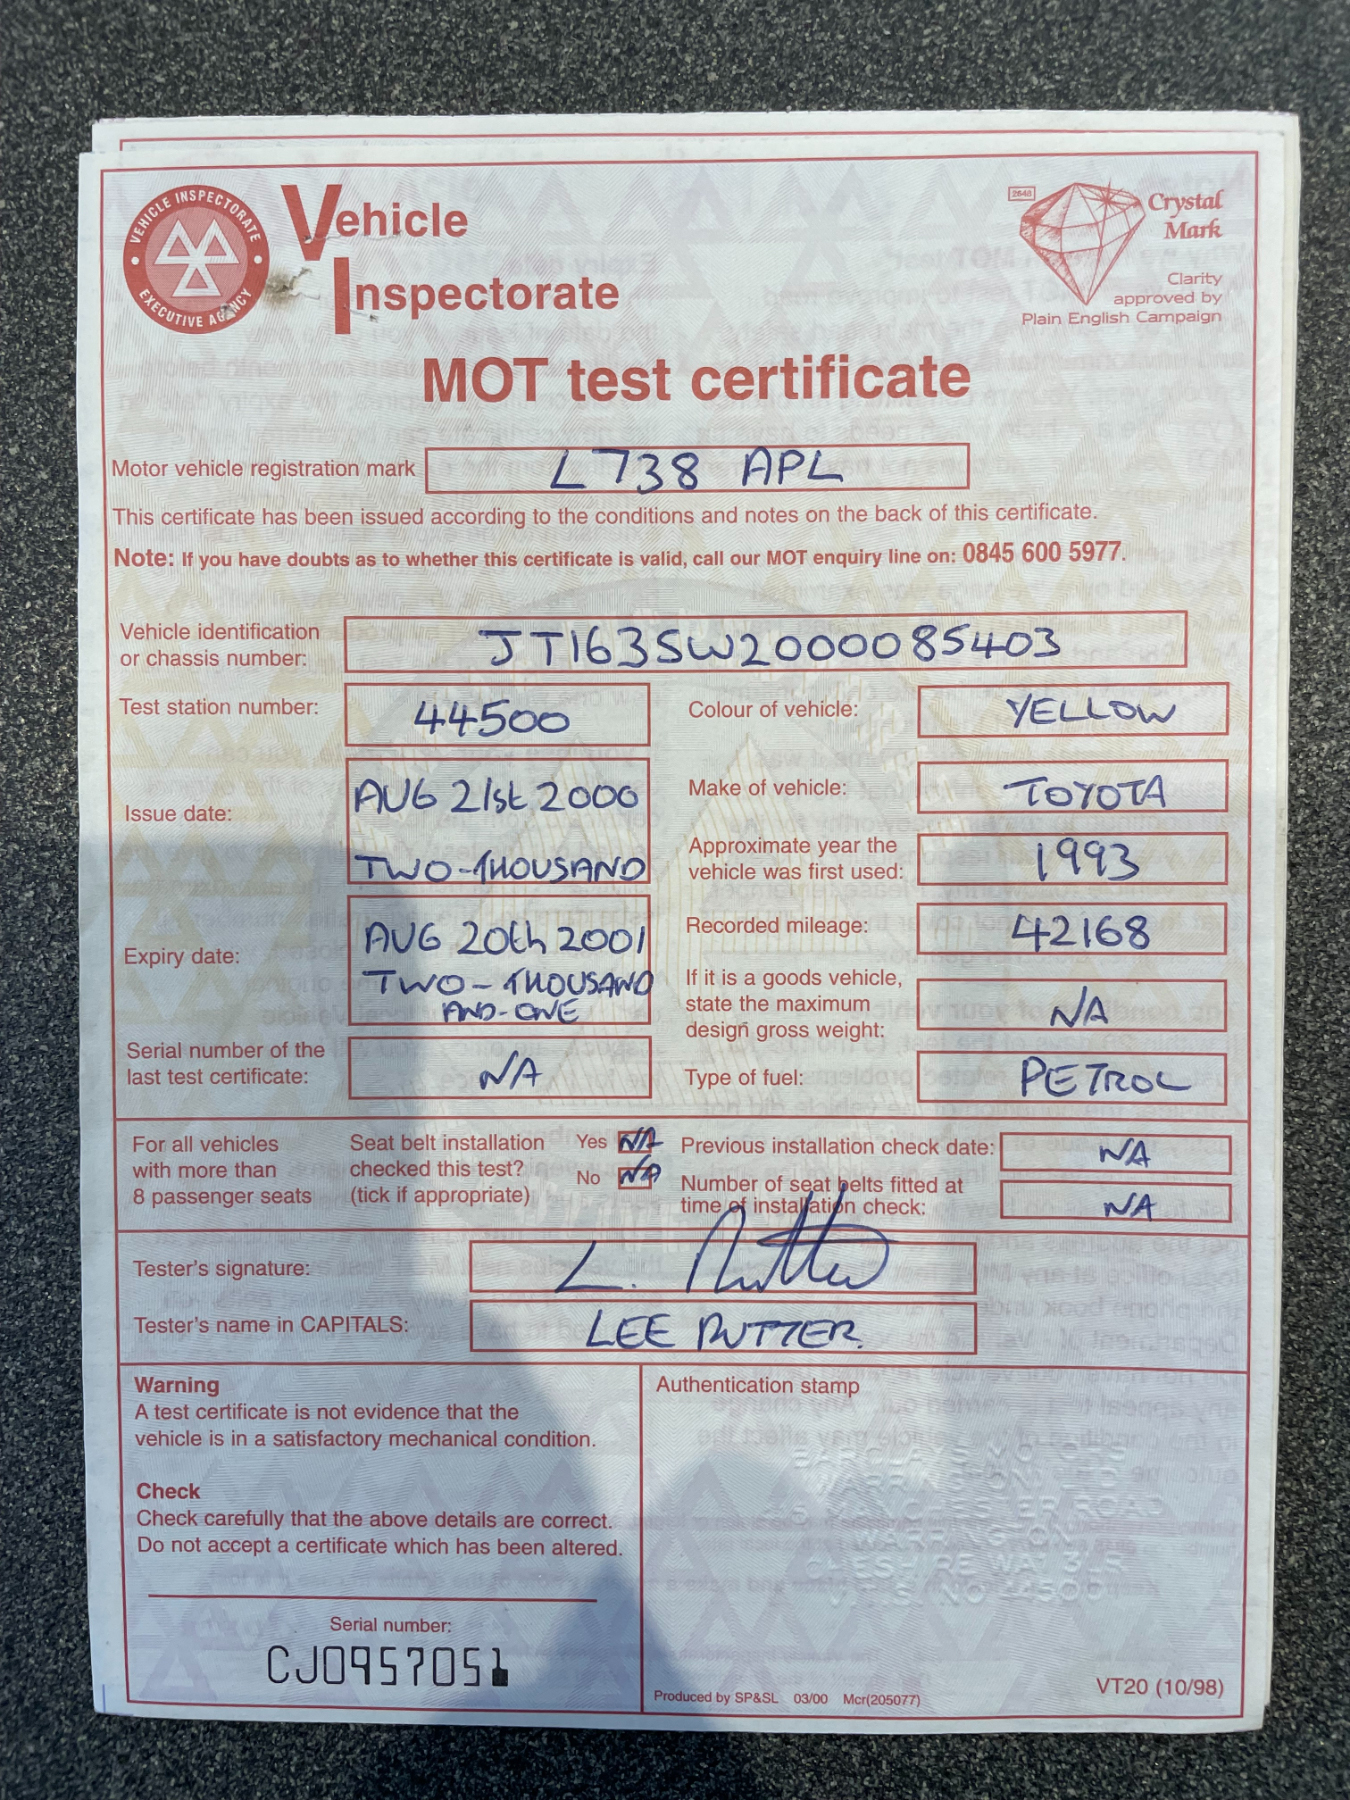 VEHICLE INSPECTORATE
EXECUTIVE AGENCY
Vehicle
Inspectorate
2648
Crystal
Mark
Clarity
approved by
Plain English Campaign
MOT test certificate
Motor vehicle registration mark L738 APL
This certificate has been issued according to the conditions and notes on the back of this certificate.
Note: If you have doubts as to whether this certificate is valid, call our MOT enquiry line on: 0845 600 5977.
Vehicle identification
or chassis number: JT163SW2000085403
Test station number: 44500
Colour of vehicle: YELLOW
Issue date: AUG 21st 2000
TWO-THOUSAND
Make of vehicle: TOYOTA
Approximate year the
vehicle was first used: 1993
Expiry date: AUG 20th 2001
TWO-THOUSAND
AND-ONE
Recorded mileage: 42168
If it is a goods vehicle,
state the maximum
design gross weight: NA
Serial number of the
last test certificate: NA
Type of fuel: PETROL
For all vehicles
with more than
8 passenger seats
Seat belt installation
checked this test?
(tick if appropriate)
Yes NA
No NA
Previous installation check date: NA
Number of seat belts fitted at
time of installation check: NA
Tester's signature: L. Rutter
Tester's name in CAPITALS: LEE RUTTER.
Warning
A test certificate is not evidence that the
vehicle is in a satisfactory mechanical condition.
Check
Check carefully that the above details are correct.
Do not accept a certificate which has been altered.
Serial number:
CJ0957051
Authentication stamp
MANCHESTER ROAD
WARRINGTON
CHESHIRE
Produced by SP&SL 03/00 Mcr(205077)
VT20 (10/98)